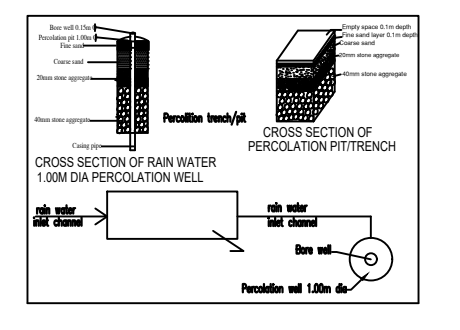 Bore well 0.15m
Percolation pit 1.00m
Fine sand
Coarse sand
20mm stone aggregate
40mm stone aggregate
Casing pipe
CROSS SECTION OF RAIN WATER
1.00M DIA PERCOLATION WELL
Percolition trench/pit
Empty space 0.1m depth
Fine sand layer 0.1m depth
Coarse sand
20mm stone aggregate
40mm stone aggregate
CROSS SECTION OF
PERCOLATION PIT/TRENCH
rain water
inlet channel
rain water
inlet channel
Bore well
Percolation well 1.00m dia